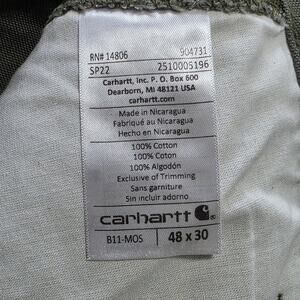 RN# 14806 904731
SP22 2510005196
Carhartt, Inc. P. O. Box 600
Dearborn, MI 48121 USA
carhartt.com
Made in Nicaragua
Fabriqué au Nicaragua
Hecho en Nicaragua
100% Cotton
100% Coton
100% Algodón
Exclusive of Trimming
Sans garniture
Sin incluir adorno
carhartt
B11-MOS 48 x 30